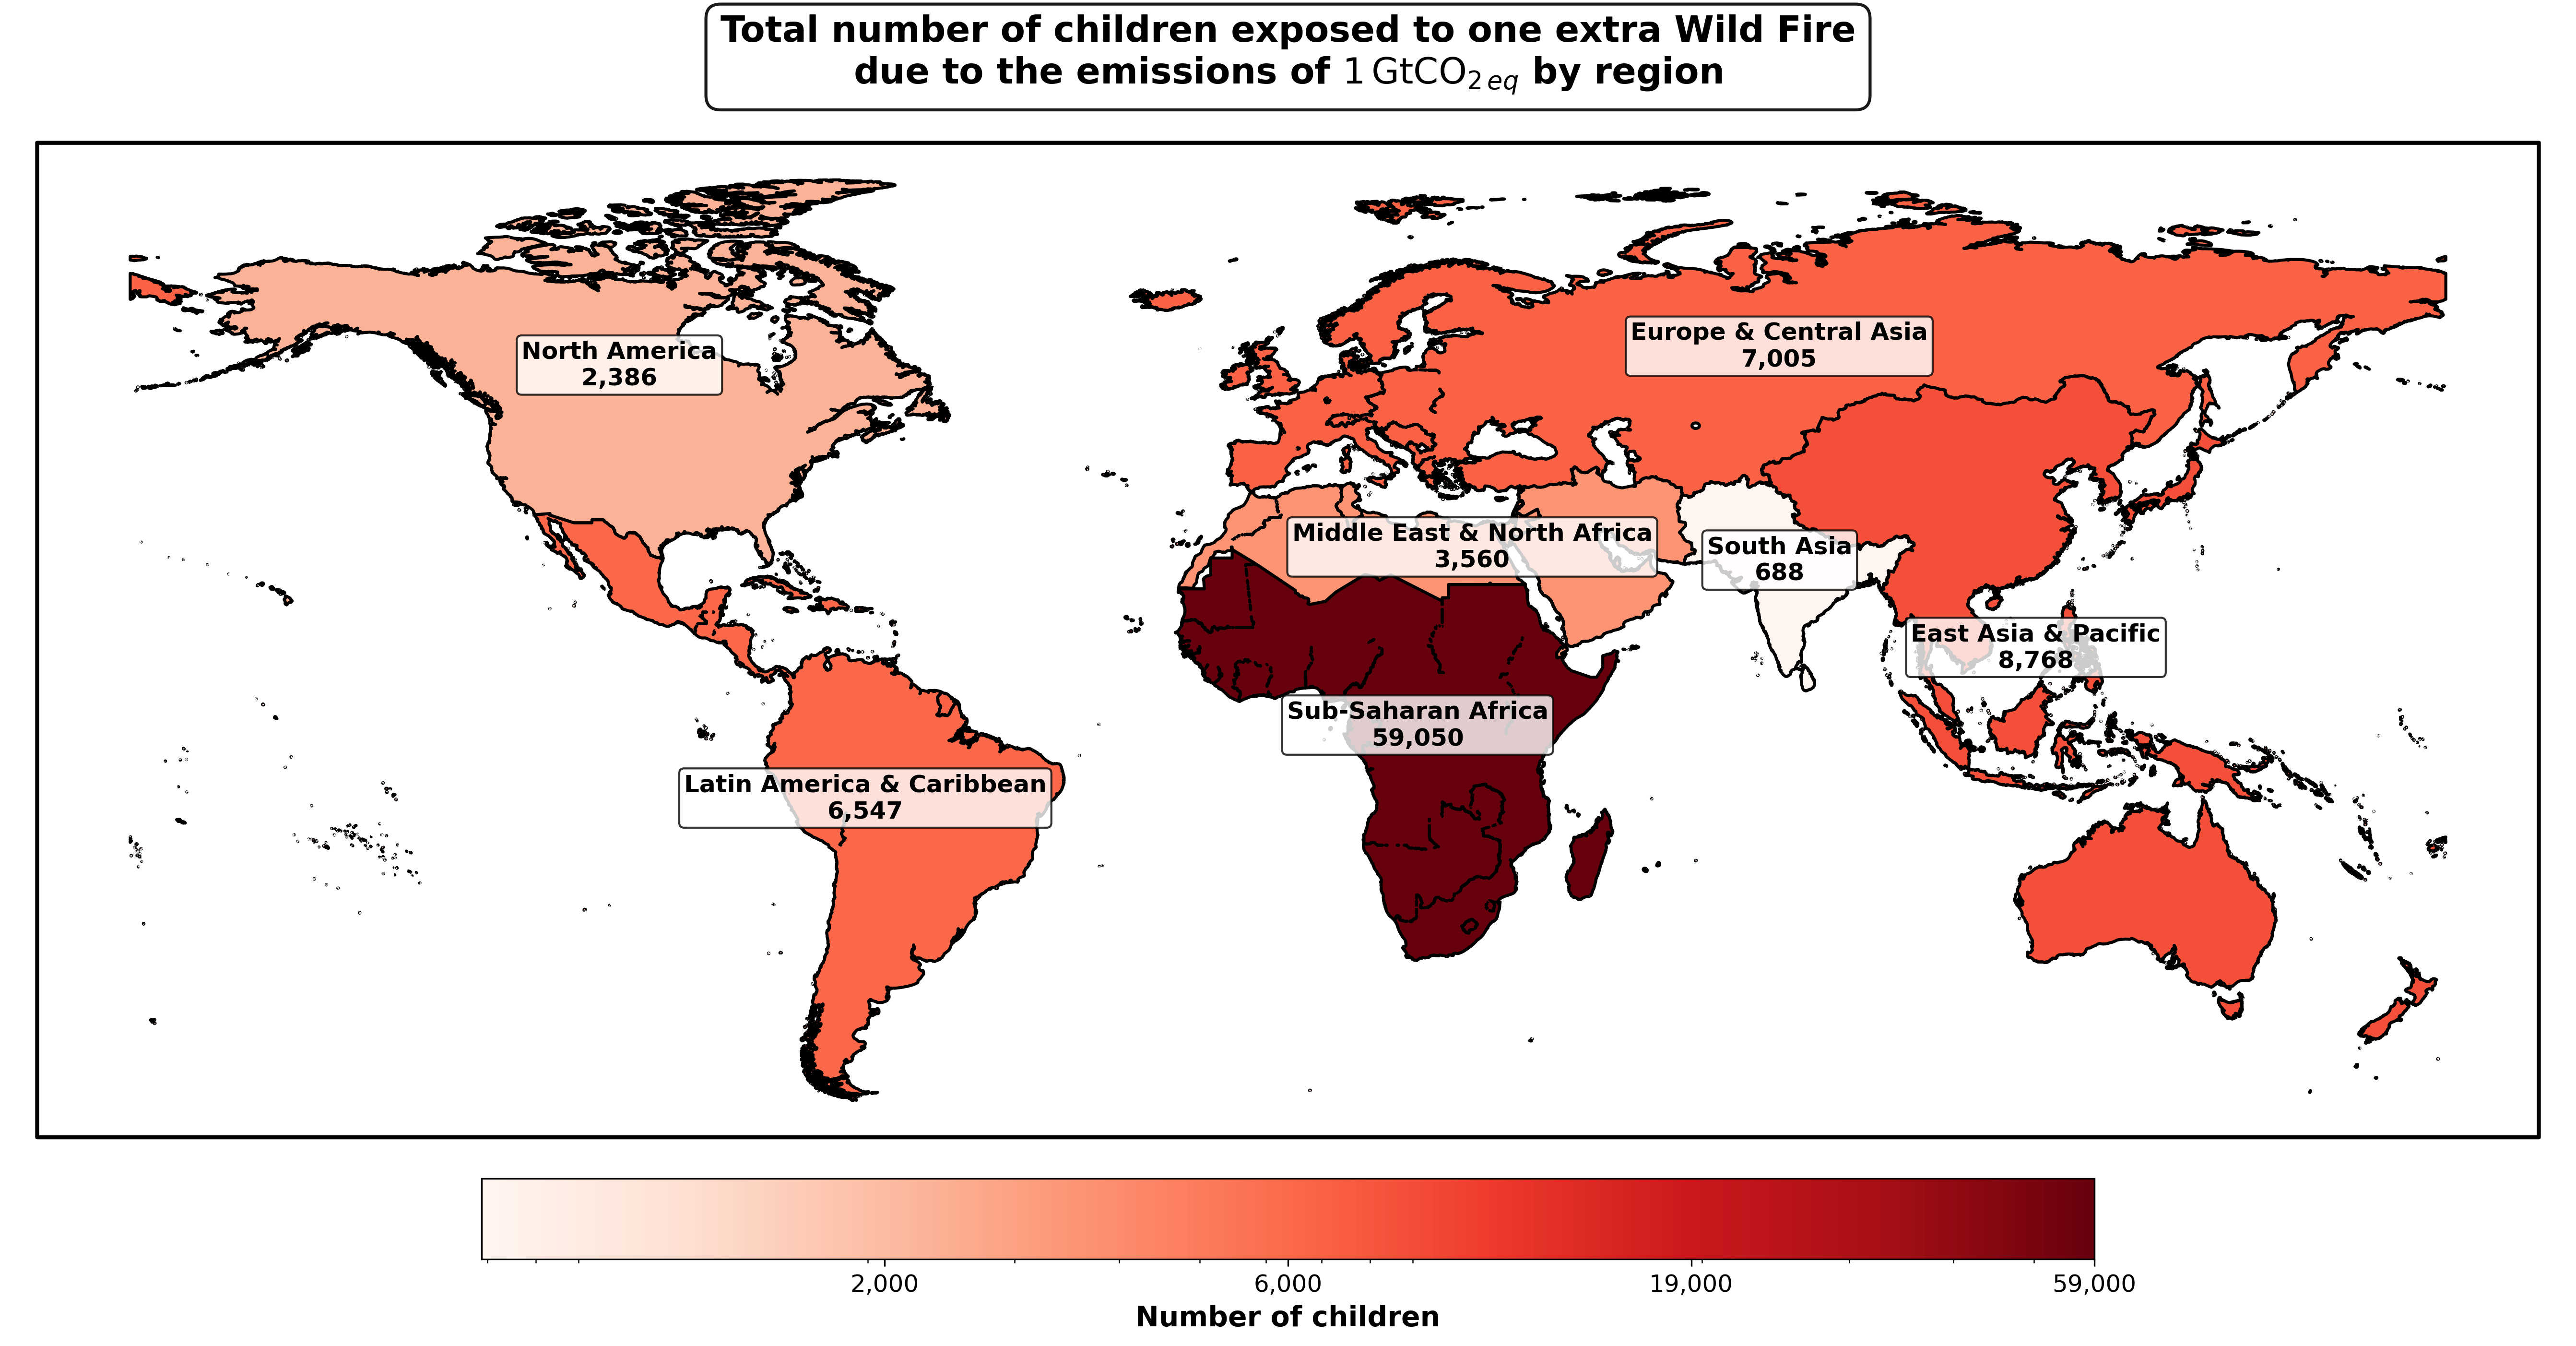 Total number of children exposed to one extra Wild Fire
due to the emissions of 1 GtCO₂ eq by region
North America
2,386
Europe & Central Asia
7,005
Middle East & North Africa
3,560
South Asia
688
East Asia & Pacific
8,768
Sub-Saharan Africa
59,050
Latin America & Caribbean
6,547
2,000 6,000 19,000 59,000
Number of children